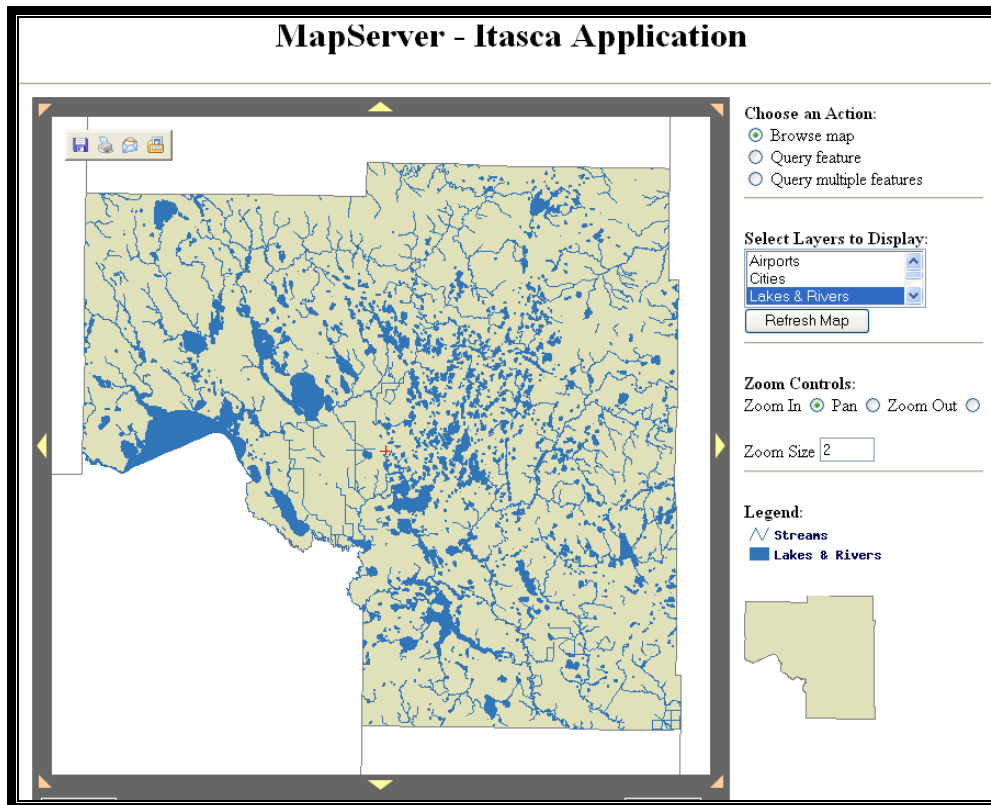 MapServer - Itasca Application
Choose an Action:
Browse map
Query feature
Query multiple features
Select Layers to Display:
Airports
Cities
Lakes & Rivers
Refresh Map
Zoom Controls:
Zoom In Pan Zoom Out
Zoom Size 2
Legend:
Streams
Lakes & Rivers